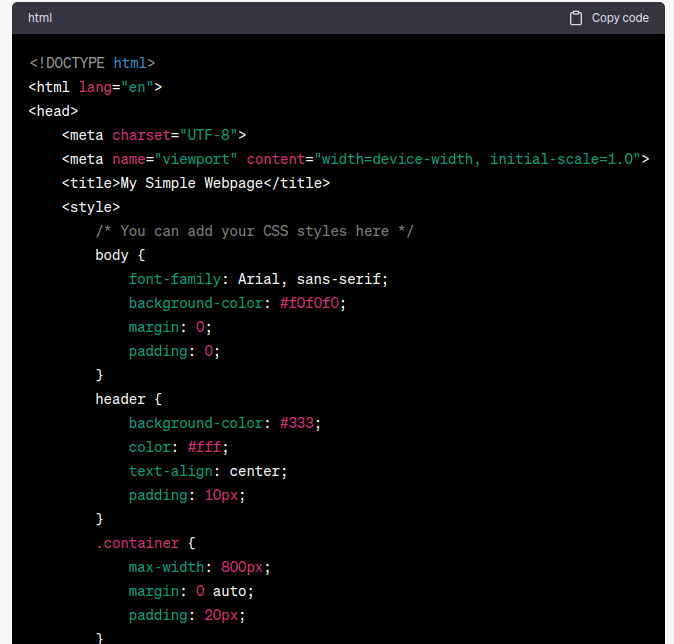 html Copy code
<!DOCTYPE html>
<html lang="en">
<head>
    <meta charset="UTF-8">
    <meta name="viewport" content="width=device-width, initial-scale=1.0">
    <title>My Simple Webpage</title>
    <style>
        /* You can add your CSS styles here */
        body {
            font-family: Arial, sans-serif;
            background-color: #f0f0f0;
            margin: 0;
            padding: 0;
        }
        header {
            background-color: #333;
            color: #fff;
            text-align: center;
            padding: 10px;
        }
        .container {
            max-width: 800px;
            margin: 0 auto;
            padding: 20px;
        }